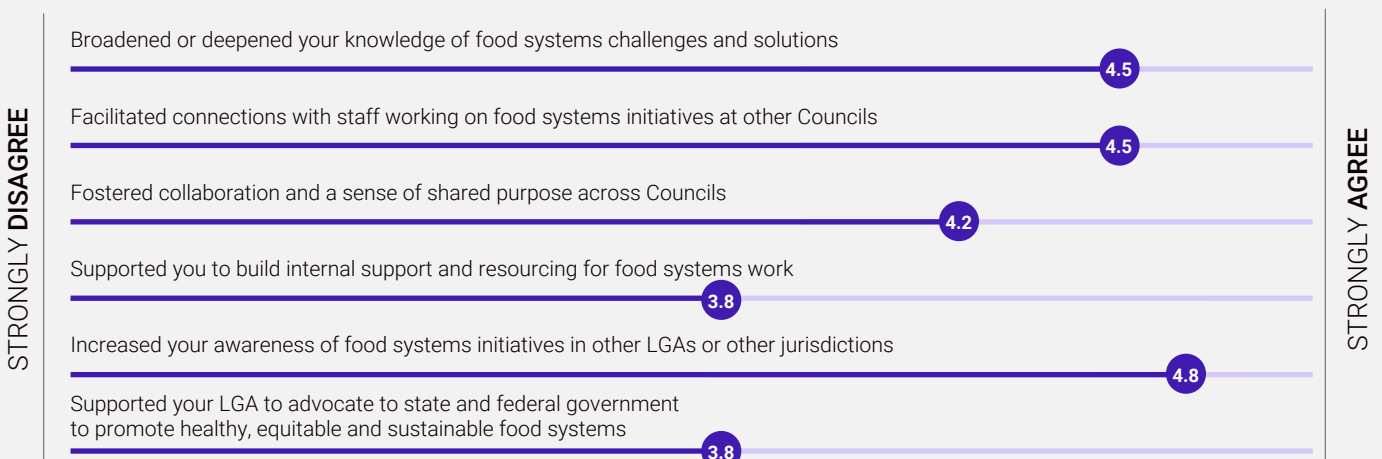 STRONGLY DISAGREE
Broadened or deepened your knowledge of food systems challenges and solutions
4.5
Facilitated connections with staff working on food systems initiatives at other Councils
4.5
Fostered collaboration and a sense of shared purpose across Councils
4.2
Supported you to build internal support and resourcing for food systems work
3.8
Increased your awareness of food systems initiatives in other LGAs or other jurisdictions
4.8
Supported your LGA to advocate to state and federal government
to promote healthy, equitable and sustainable food systems
3.8
STRONGLY AGREE